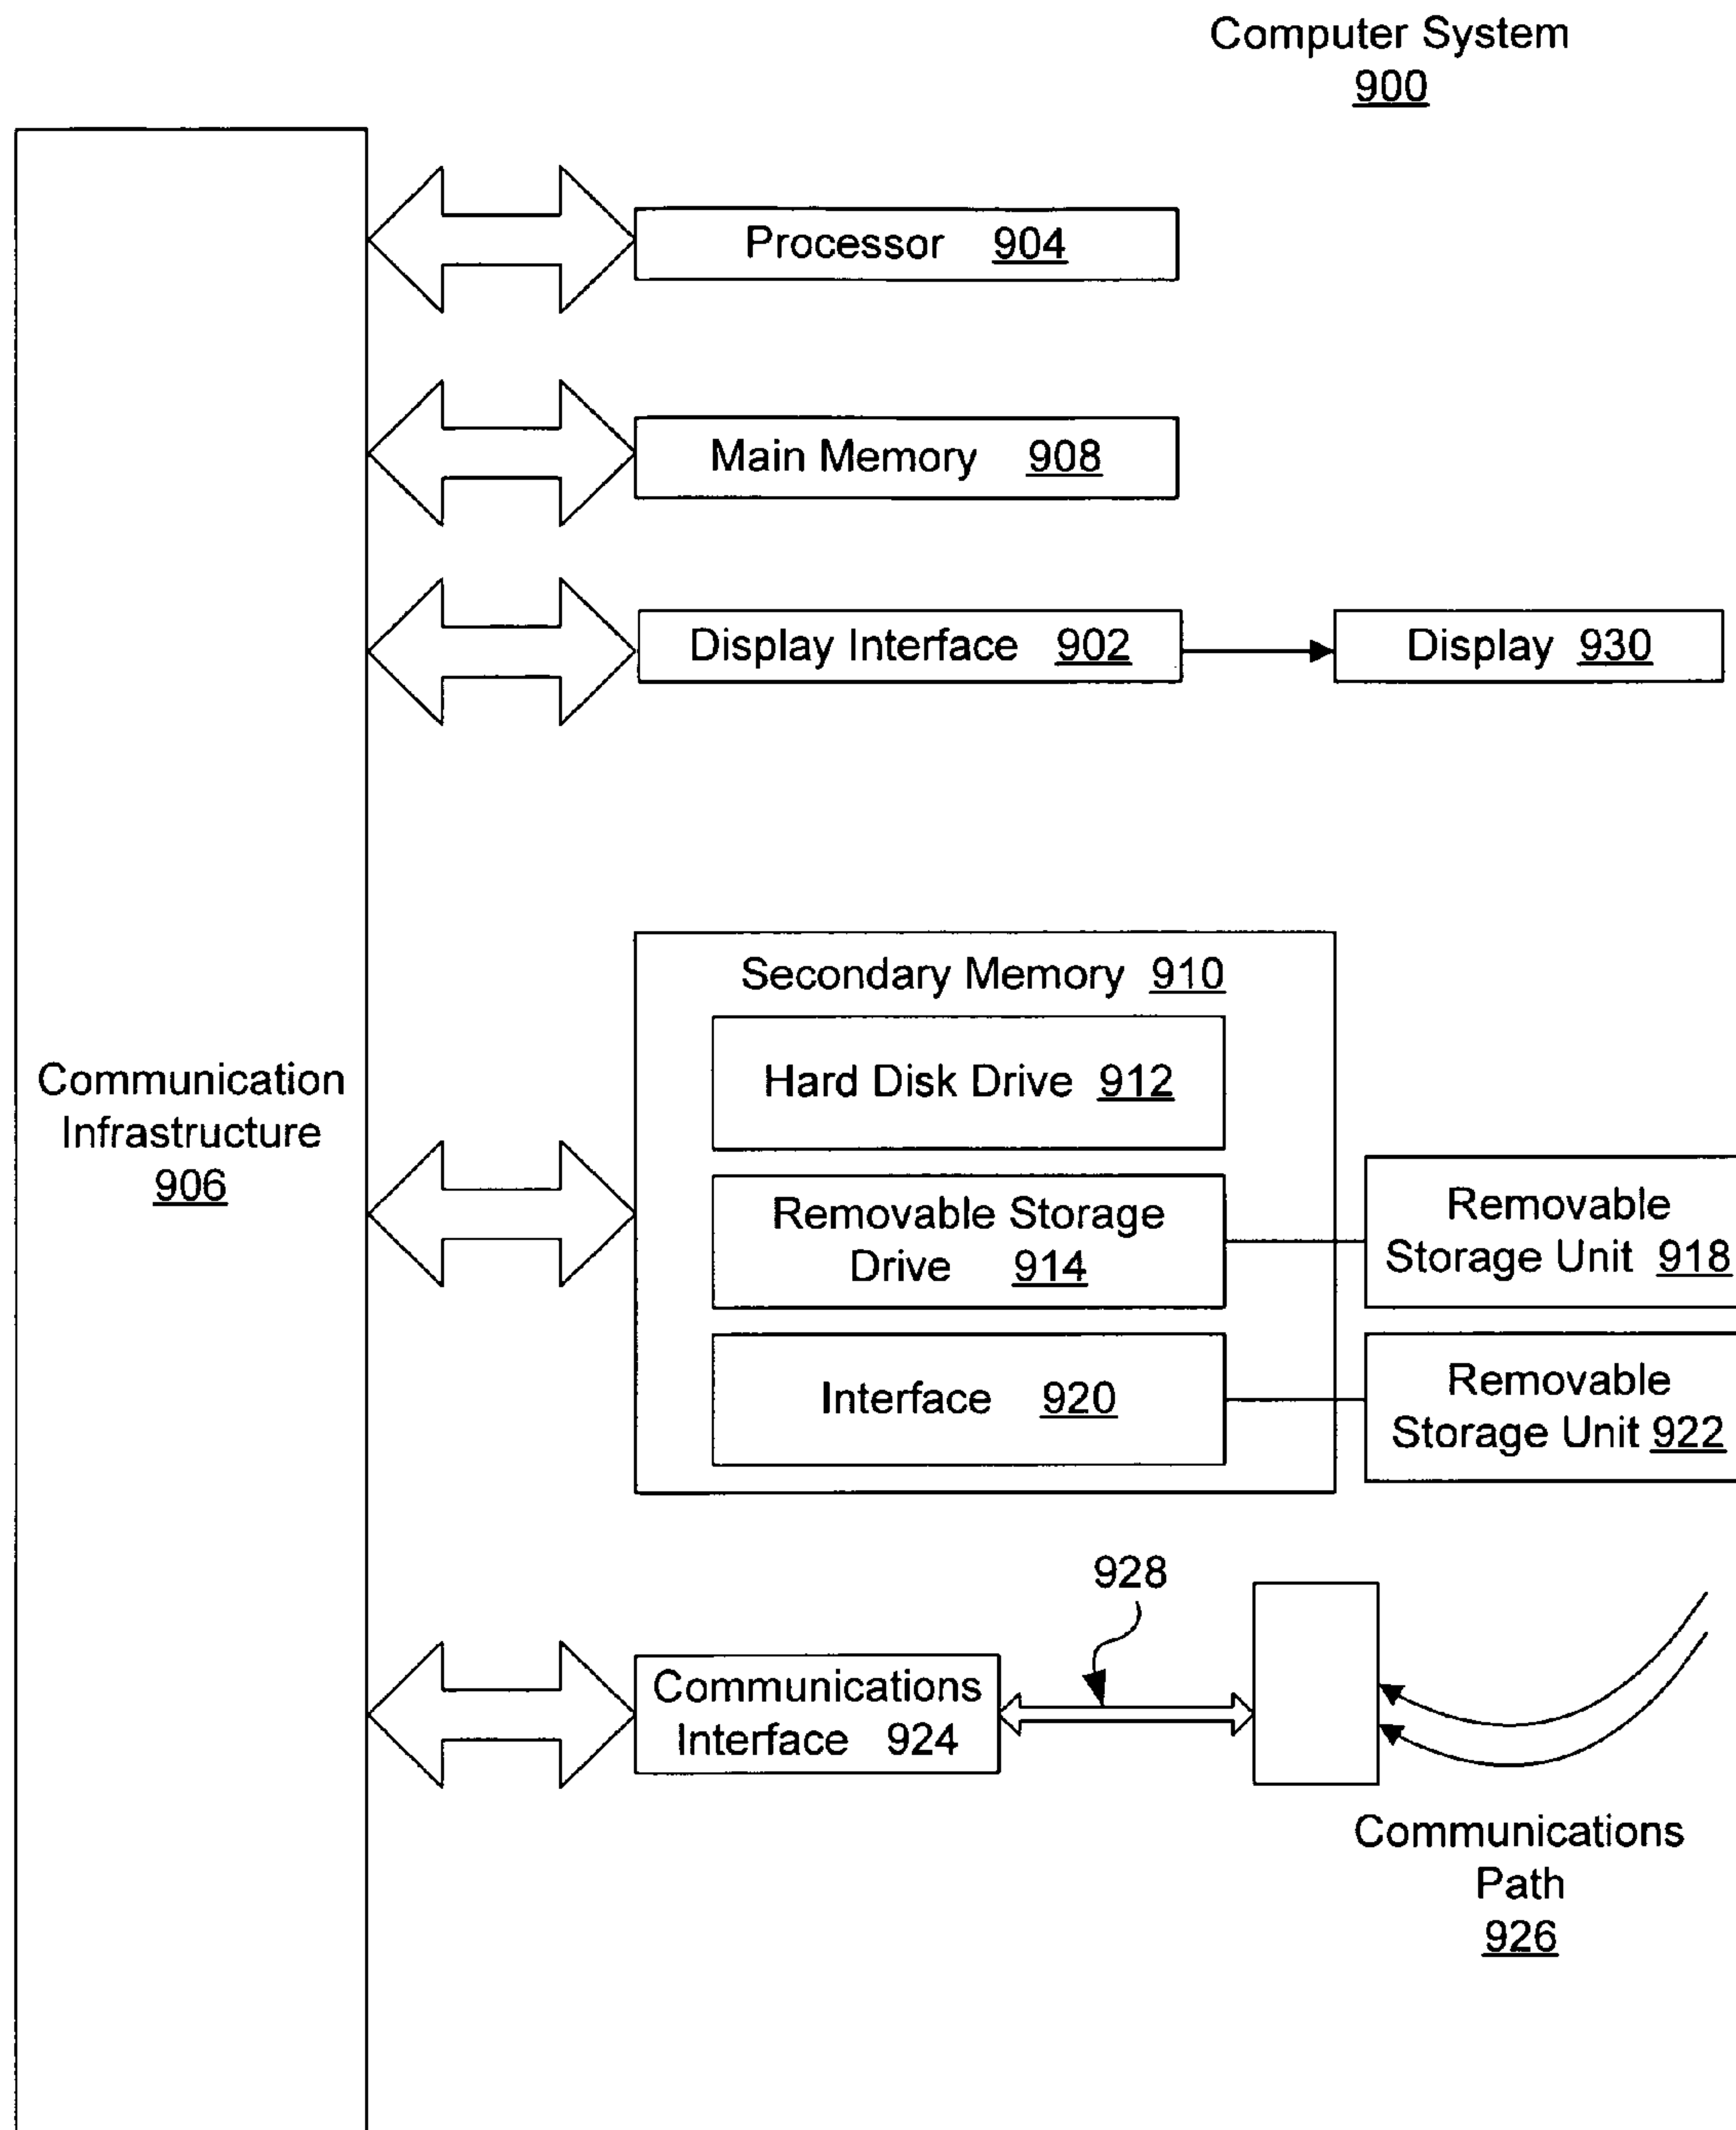 Computer System
900
Processor 904
Main Memory 908
Display Interface 902
Display 930
Secondary Memory 910
Hard Disk Drive 912
Communication
Infrastructure
906
Removable Storage
Drive 914
Removable
Storage Unit 918
Interface 920
Removable
Storage Unit 922
928
Communications
Interface 924
Communications
Path
926